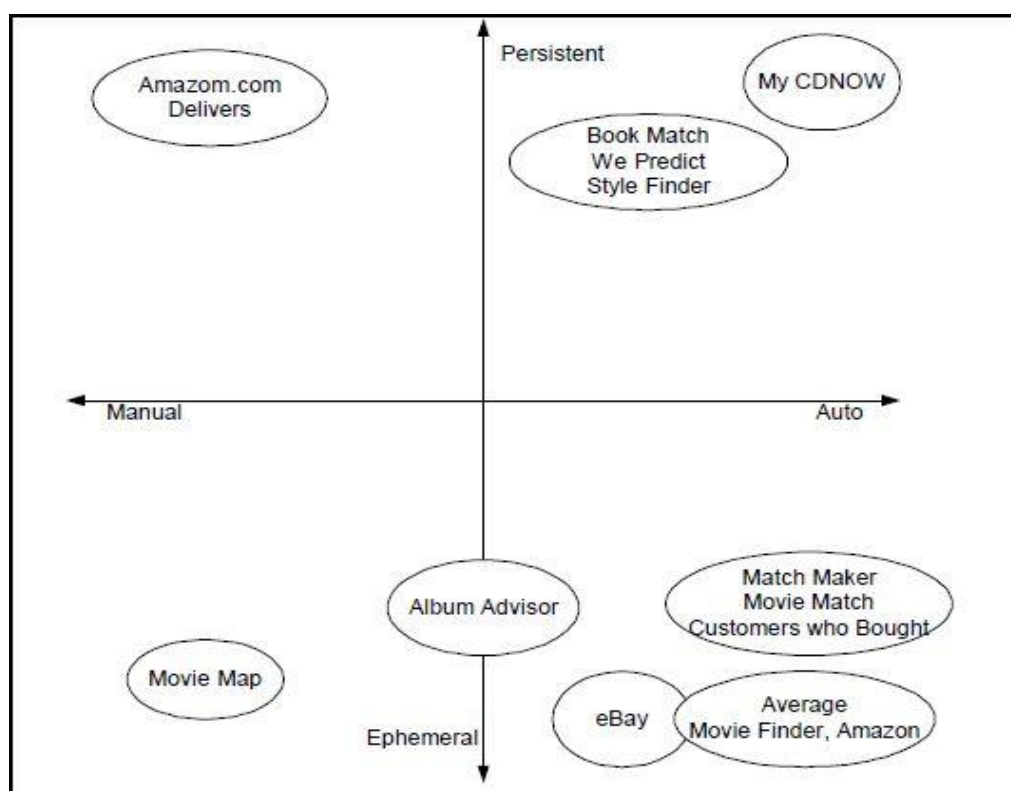 Persistent
Amazom.com
Delivers
My CDNOW
Book Match
We Predict
Style Finder
Manual
Auto
Album Advisor
Match Maker
Movie Match
Customers who Bought
Movie Map
eBay
Average
Movie Finder, Amazon
Ephemeral